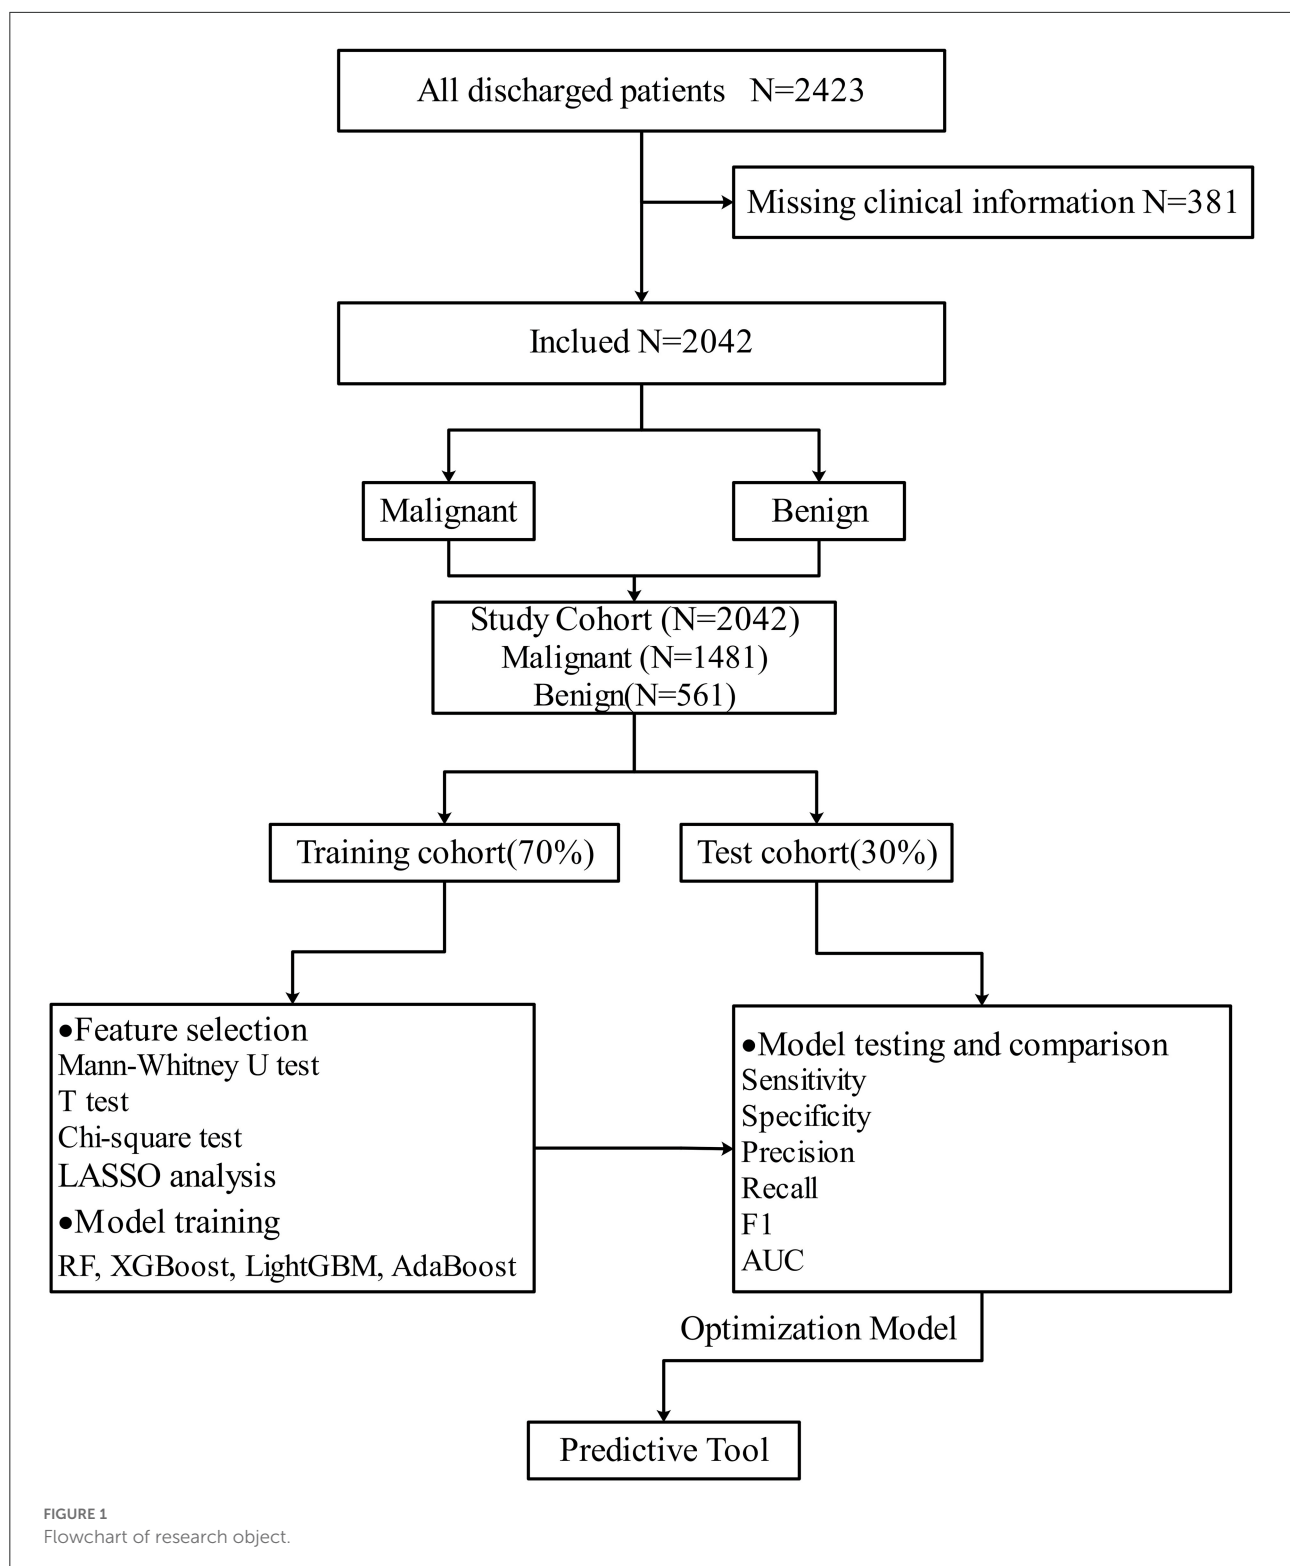 All discharged patients N=2423
Missing clinical information N=381
Inclued N=2042
Malignant
Benign
Study Cohort (N=2042)
Malignant (N=1481)
Benign(N=561)
Training cohort(70%)
Test cohort(30%)
•Feature selection
Mann-Whitney U test
T test
Chi-square test
LASSO analysis
•Model training
RF, XGBoost, LightGBM, AdaBoost
•Model testing and comparison
Sensitivity
Specificity
Precision
Recall
F1
AUC
Optimization Model
Predictive Tool
FIGURE 1
Flowchart of research object.